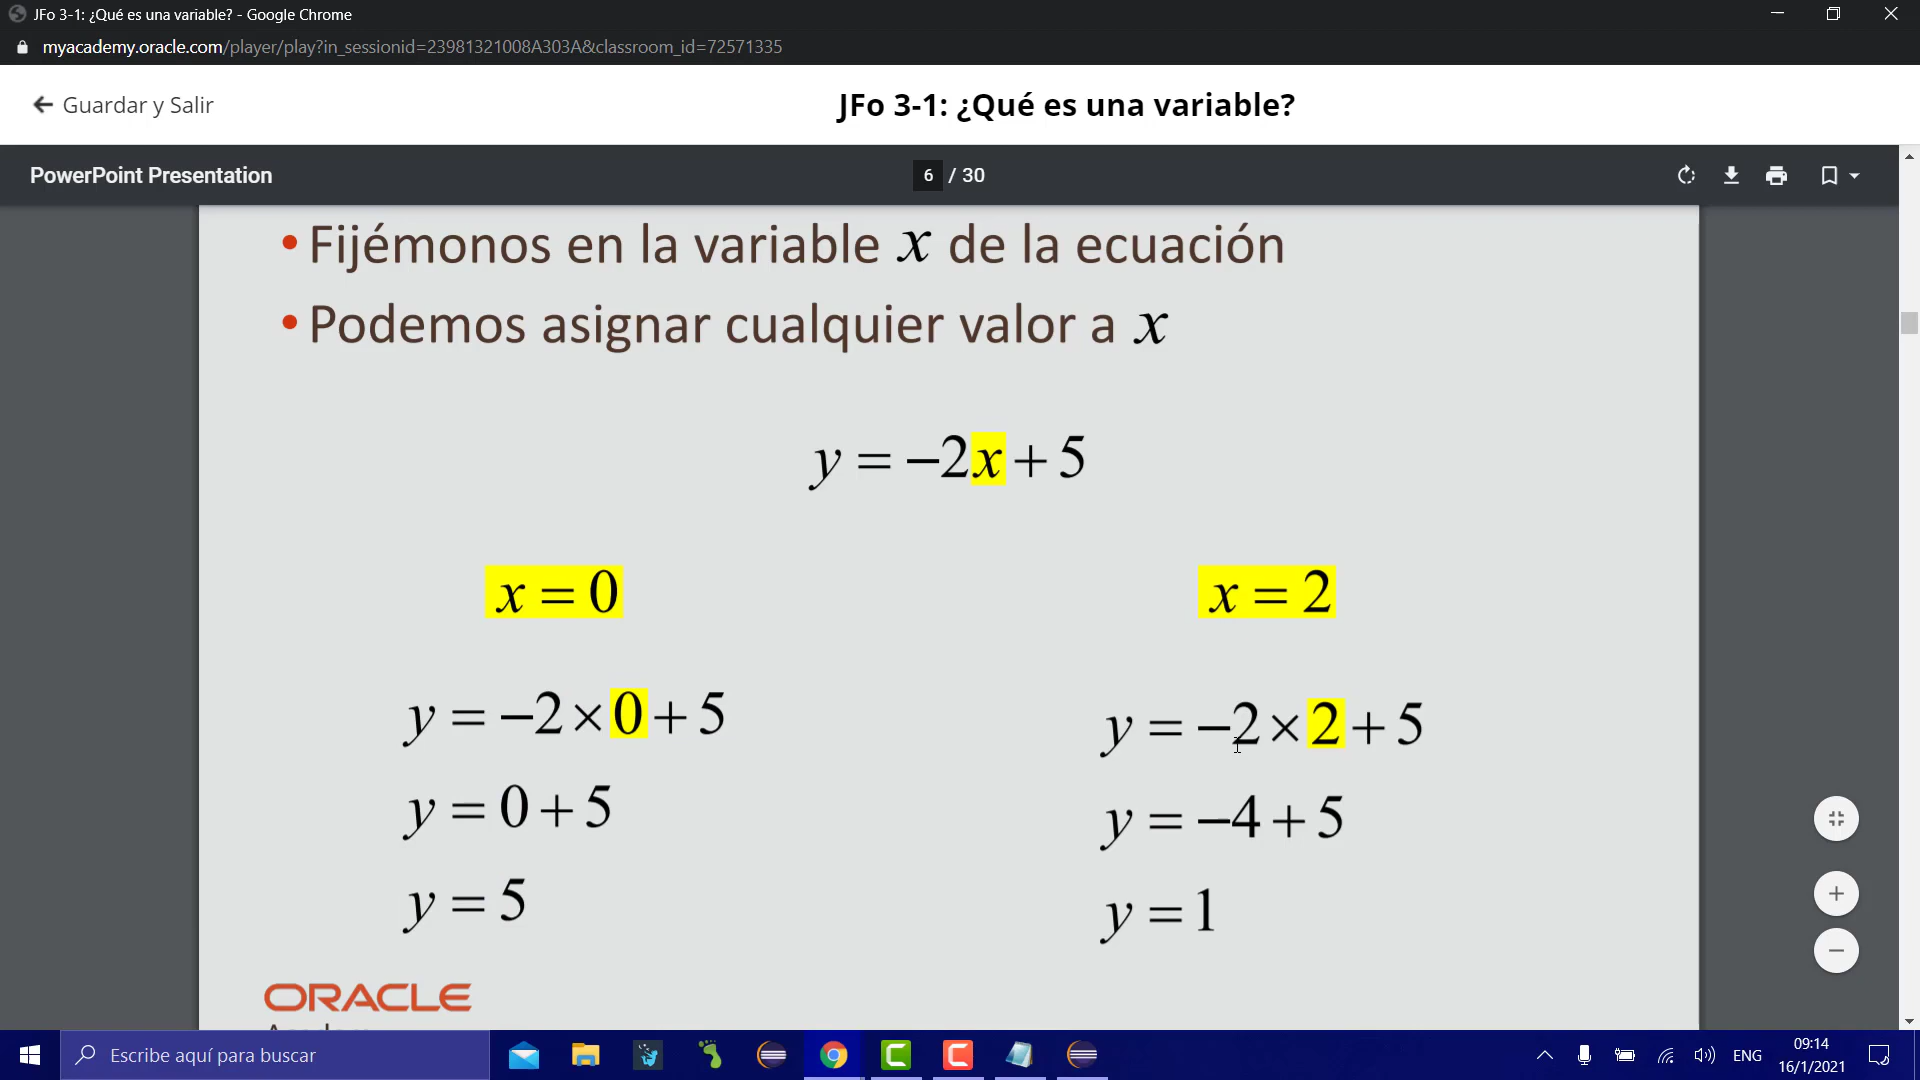 JFo 3-1: ¿Qué es una variable? - Google Chrome
myacademy.oracle.com/player/play?in_sessionid=23981321008A303A&classroom_id=72571335
Guardar y Salir
JFo 3-1: ¿Qué es una variable?
PowerPoint Presentation
6 / 30
• Fijémonos en la variable x de la ecuación
• Podemos asignar cualquier valor a x
y = −2x + 5
x = 0
x = 2
y = −2 × 0 + 5
y = −2 × 2 + 5
y = 0 + 5
y = −4 + 5
y = 5
y = 1
ORACLE
Escribe aquí para buscar
ENG
09:14
16/1/2021